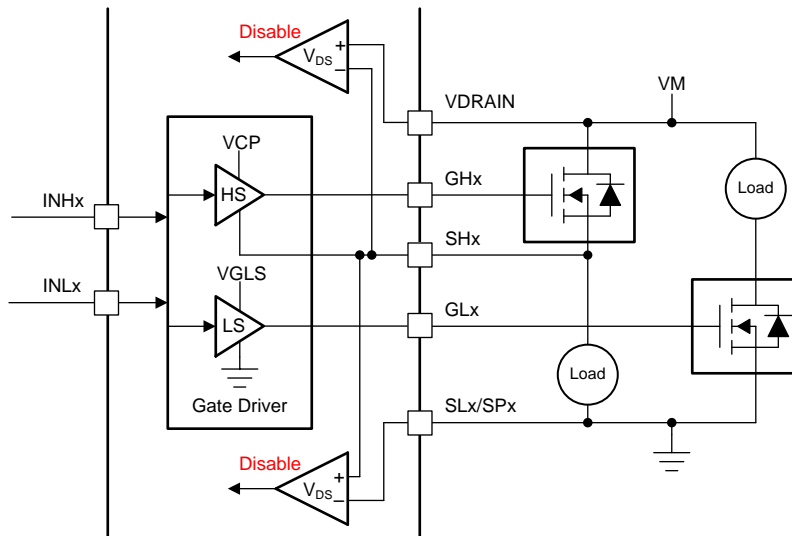 Disable
+
VDS
−
VDRAIN
VM
VCP
HS
GHx
Load
INHx
SHx
VGLS
INLx
LS
GLx
Load
Gate Driver
SLx/SPx
Disable
+
VDS
−